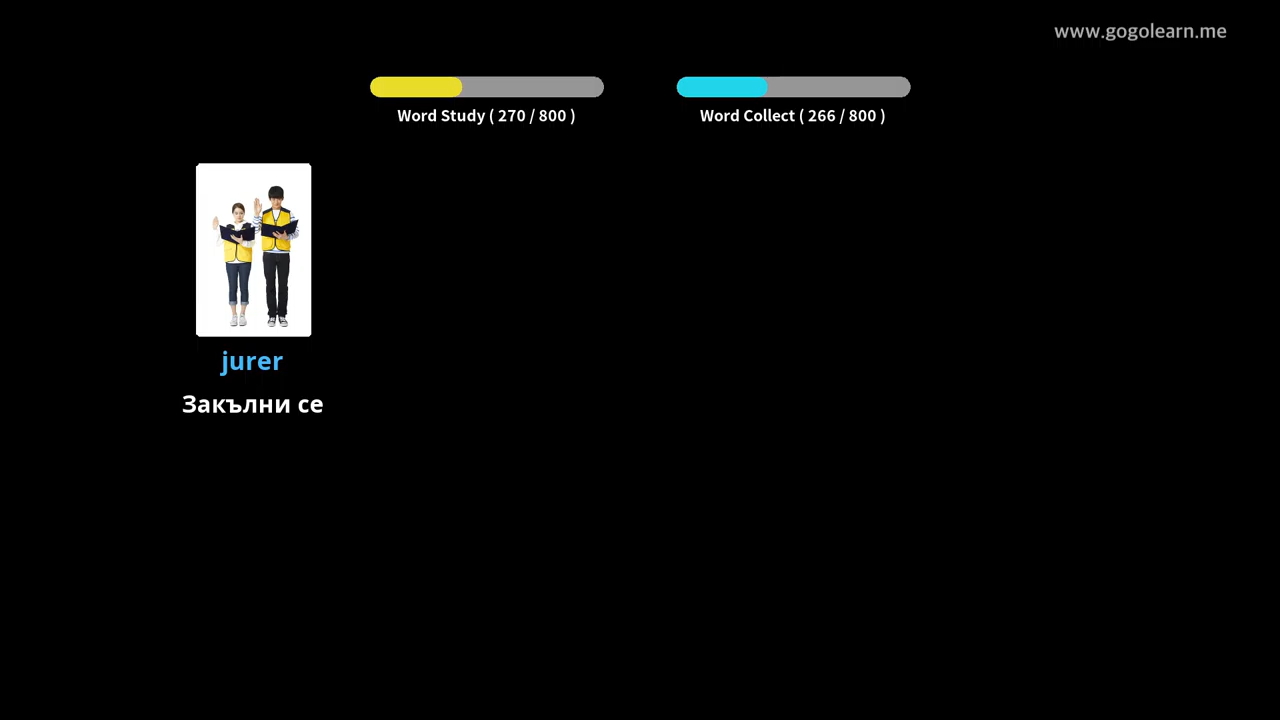 www.gogolearn.me
Word Study ( 270 / 800 )
Word Collect ( 266 / 800 )
jurer
Закълни се